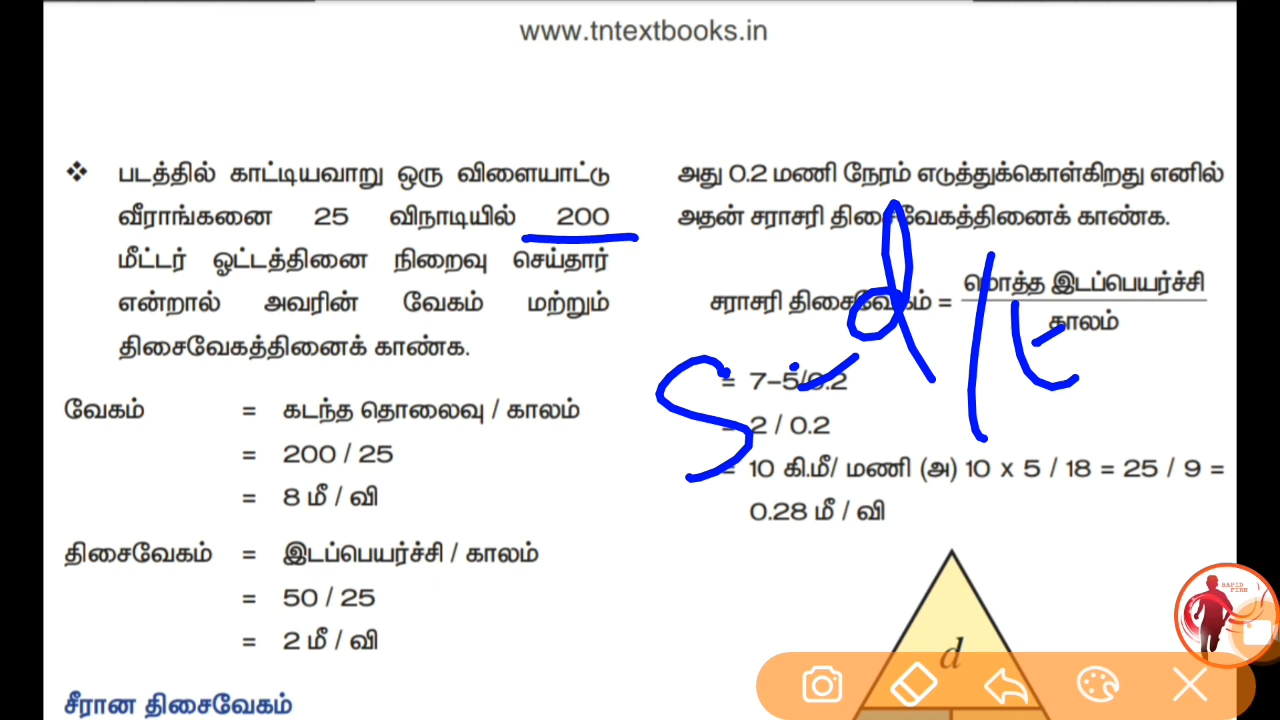 www.tntextbooks.in
❖ படத்தில் காட்டியவாறு ஒரு விளையாட்டு
வீராங்கனை 25 விநாடியில் 200
மீட்டர் ஓட்டத்தினை நிறைவு செய்தார்
என்றால் அவரின் வேகம் மற்றும்
திசைவேகத்தினைக் காண்க.
வேகம் = கடந்த தொலைவு / காலம்
= 200 / 25
= 8 மீ / வி
திசைவேகம் = இடப்பெயர்ச்சி / காலம்
= 50 / 25
= 2 மீ / வி
சீரான திசைவேகம்
அது 0.2 மணி நேரம் எடுத்துக்கொள்கிறது எனில்
அதன் சராசரி திசைவேகத்தினைக் காண்க.
சராசரி திசைவேகம் = மொத்த இடப்பெயர்ச்சி
காலம்
= 7–5/0.2
= 2 / 0.2
= 10 கி.மீ/ மணி (அ) 10 x 5 / 18 = 25 / 9 =
0.28 மீ / வி
S = d/t
d
RAPID
FIRE